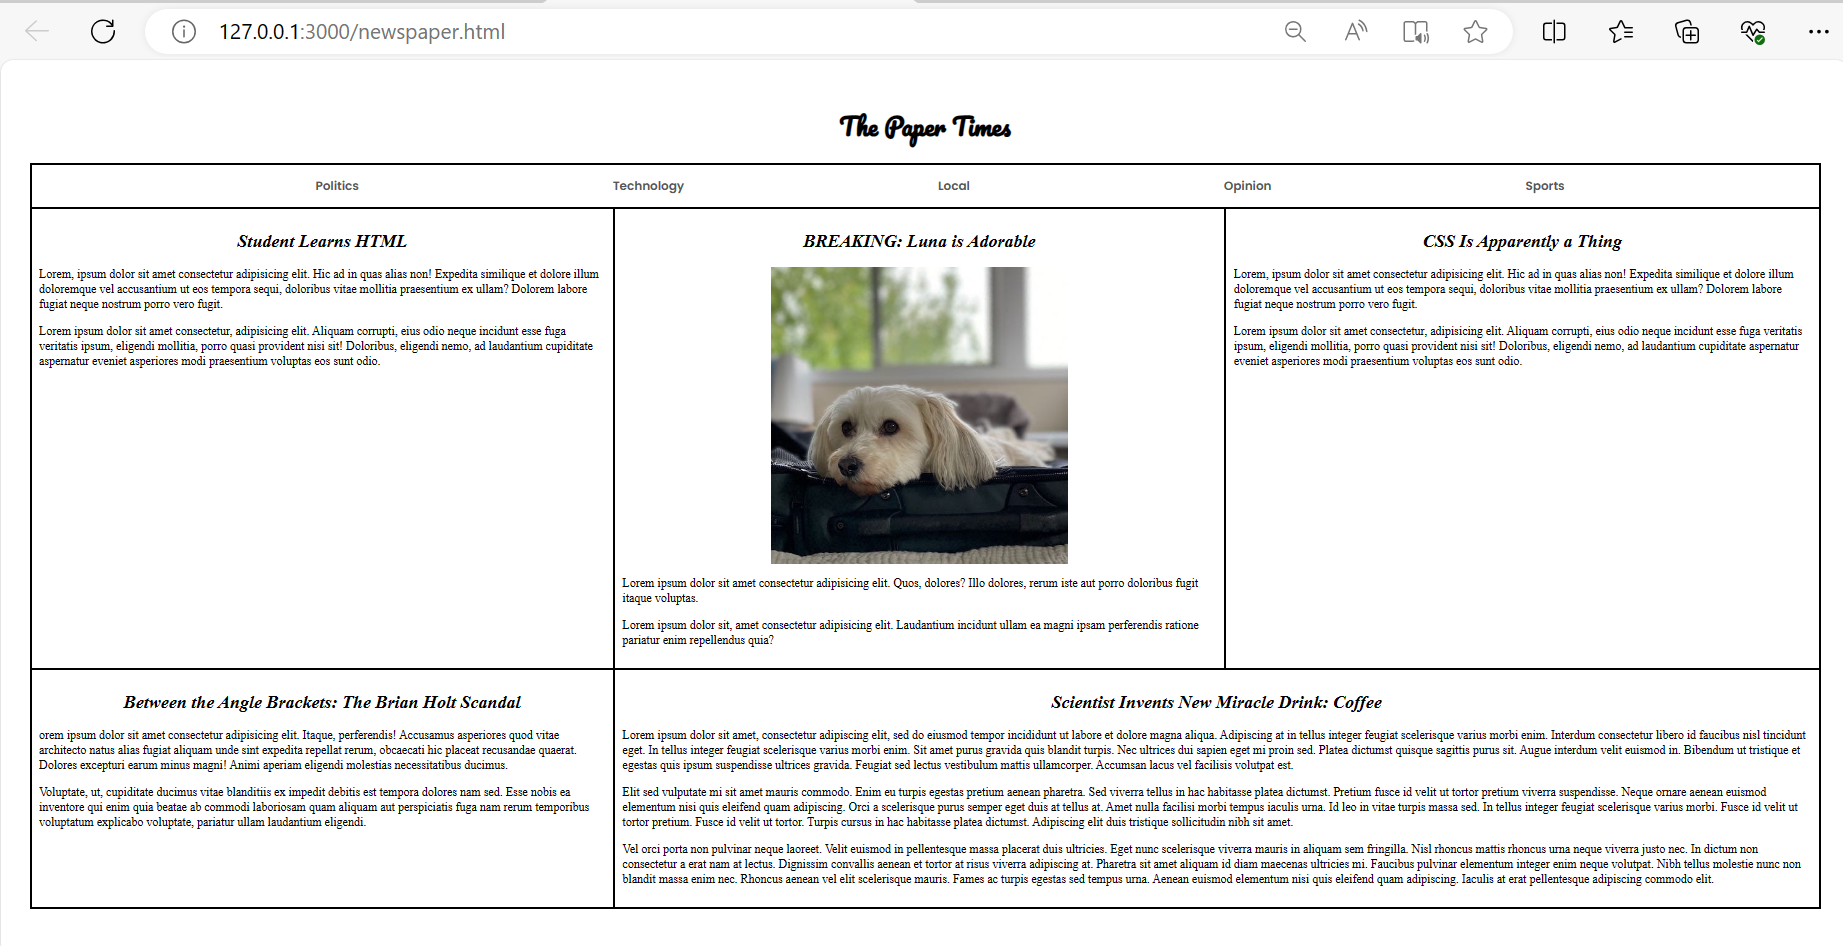 127.0.0.1:3000/newspaper.html
The Paper Times
Politics
Technology
Local
Opinion
Sports
Student Learns HTML
Lorem, ipsum dolor sit amet consectetur adipisicing elit. Hic ad in quas alias non! Expedita similique et dolore illum
doloremque vel accusantium ut eos tempora sequi, doloribus vitae mollitia praesentium ex ullam? Dolorem labore
fugiat neque nostrum porro vero fugit.
Lorem ipsum dolor sit amet consectetur, adipisicing elit. Aliquam corrupti, eius odio neque incidunt esse fuga
veritatis ipsum, eligendi mollitia, porro quasi provident nisi sit! Doloribus, eligendi nemo, ad laudantium cupiditate
aspernatur eveniet asperiores modi praesentium voluptas eos sunt odio.
BREAKING: Luna is Adorable
Lorem ipsum dolor sit amet consectetur adipisicing elit. Quos, dolores? Illo dolores, rerum iste aut porro doloribus fugit
itaque voluptas.
Lorem ipsum dolor sit, amet consectetur adipisicing elit. Laudantium incidunt ullam ea magni ipsam perferendis ratione
pariatur enim repellendus quia?
CSS Is Apparently a Thing
Lorem, ipsum dolor sit amet consectetur adipisicing elit. Hic ad in quas alias non! Expedita similique et dolore illum
doloremque vel accusantium ut eos tempora sequi, doloribus vitae mollitia praesentium ex ullam? Dolorem labore
fugiat neque nostrum porro vero fugit.
Lorem ipsum dolor sit amet consectetur, adipisicing elit. Aliquam corrupti, eius odio neque incidunt esse fuga veritatis
ipsum, eligendi mollitia, porro quasi provident nisi sit! Doloribus, eligendi nemo, ad laudantium cupiditate aspernatur
eveniet asperiores modi praesentium voluptas eos sunt odio.
Between the Angle Brackets: The Brian Holt Scandal
orem ipsum dolor sit amet consectetur adipisicing elit. Itaque, perferendis! Accusamus asperiores quod vitae
architecto natus alias fugiat aliquam unde sint expedita repellat rerum, obcaecati hic placeat recusandae quaerat.
Dolores excepturi earum minus magni! Animi aperiam eligendi molestias necessitatibus ducimus.
Voluptate, ut, cupiditate ducimus vitae blanditiis ex impedit debitis est tempora dolores nam sed. Esse nobis ea
inventore qui enim quia beatae ab commodi laboriosam quam aliquam aut perspiciatis fuga nam rerum temporibus
voluptatum explicabo voluptate, pariatur ullam laudantium eligendi.
Scientist Invents New Miracle Drink: Coffee
Lorem ipsum dolor sit amet, consectetur adipiscing elit, sed do eiusmod tempor incididunt ut labore et dolore magna aliqua. Adipiscing at in tellus integer feugiat scelerisque varius morbi enim. Interdum consectetur libero id faucibus nisl tincidunt
eget. In tellus integer feugiat scelerisque varius morbi enim. Sit amet purus gravida quis blandit turpis. Nec ultrices dui sapien eget mi proin sed. Platea dictumst quisque sagittis purus sit. Augue interdum velit euismod in. Bibendum ut tristique et
egestas quis ipsum suspendisse ultrices gravida. Feugiat sed lectus vestibulum mattis ullamcorper. Accumsan lacus vel facilisis volutpat est.
Elit sed vulputate mi sit amet mauris commodo. Enim eu turpis egestas pretium aenean pharetra. Sed viverra tellus in hac habitasse platea dictumst. Pretium fusce id velit ut tortor pretium viverra suspendisse. Neque ornare aenean euismod
elementum nisi quis eleifend quam adipiscing. Orci a scelerisque purus semper eget duis at tellus at. Amet nulla facilisi morbi tempus iaculis urna. Id leo in vitae turpis massa sed. In tellus integer feugiat scelerisque varius morbi. Fusce id velit ut
tortor pretium. Fusce id velit ut tortor. Turpis cursus in hac habitasse platea dictumst. Adipiscing elit duis tristique sollicitudin nibh sit amet.
Vel orci porta non pulvinar neque laoreet. Velit euismod in pellentesque massa placerat duis ultricies. Eget nunc scelerisque viverra mauris in aliquam sem fringilla. Nisl rhoncus mattis rhoncus urna neque viverra justo nec. In dictum non
consectetur a erat nam at lectus. Dignissim convallis aenean et tortor at risus viverra adipiscing at. Pharetra sit amet aliquam id diam maecenas ultricies mi. Faucibus pulvinar elementum integer enim neque volutpat. Nibh tellus molestie nunc non
blandit massa enim nec. Rhoncus aenean vel elit scelerisque mauris. Fames ac turpis egestas sed tempus urna. Aenean euismod elementum nisi quis eleifend quam adipiscing. Iaculis at erat pellentesque adipiscing commodo elit.